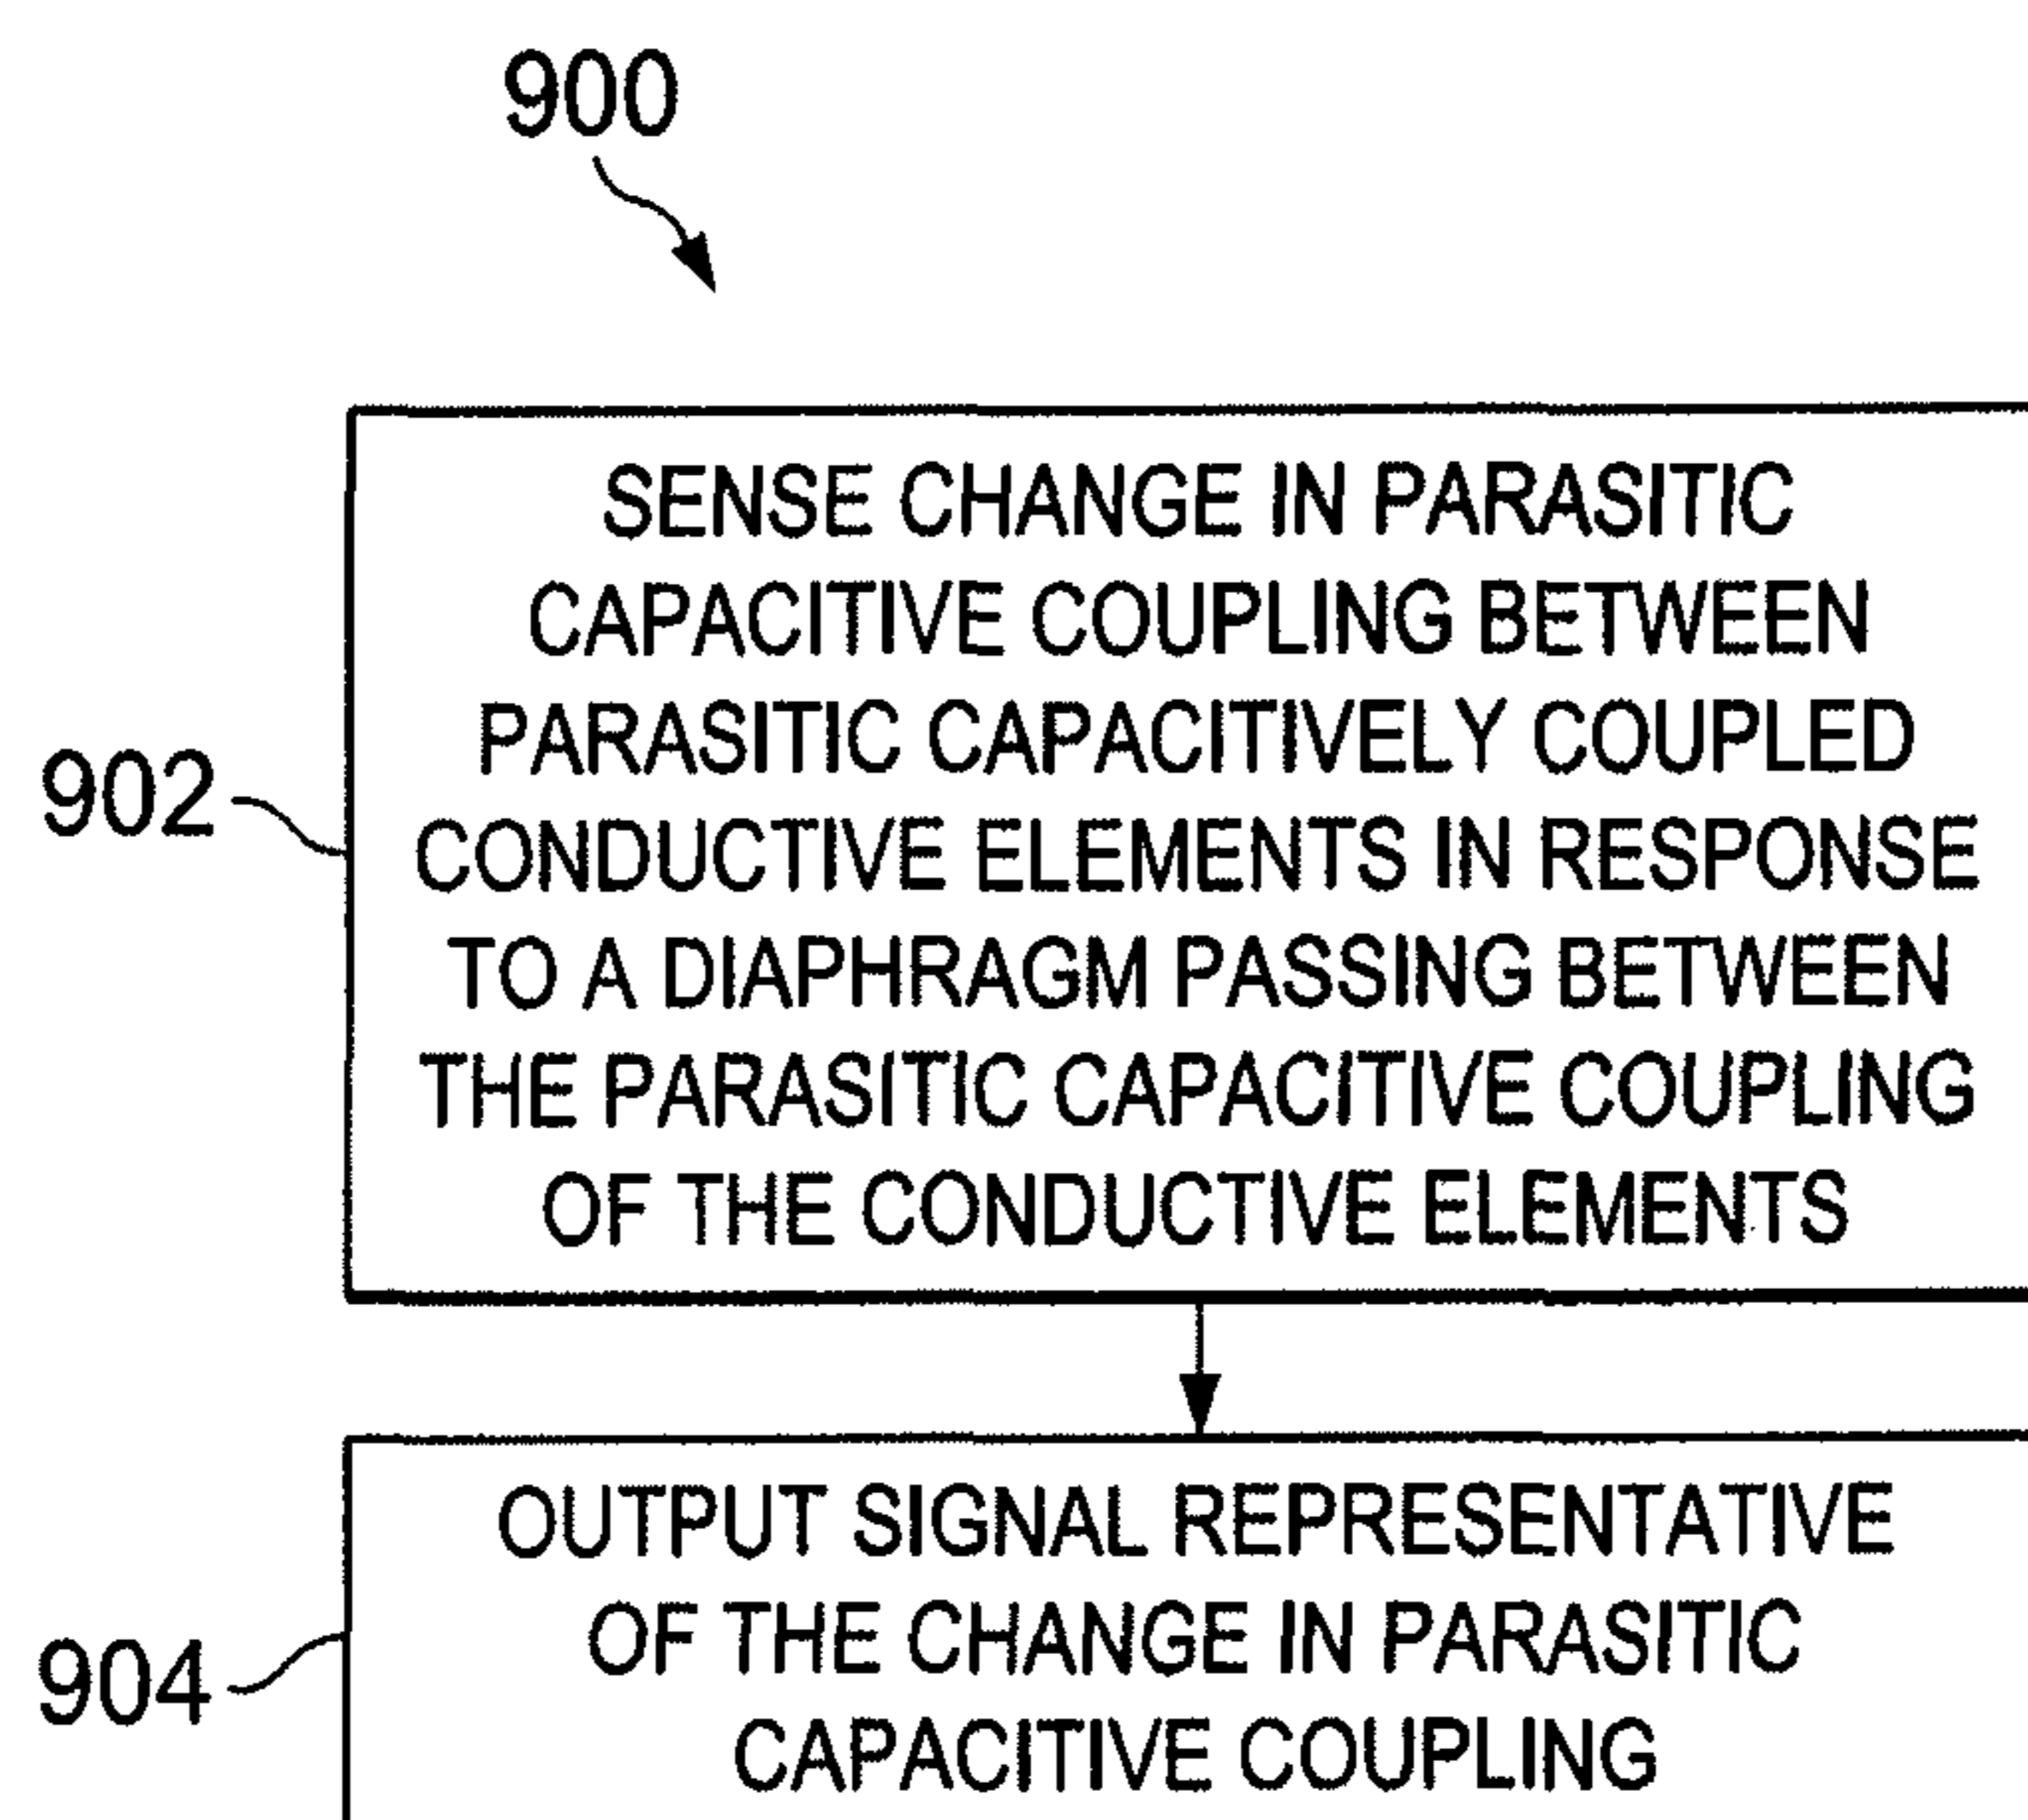 900
SENSE CHANGE IN PARASITIC
CAPACITIVE COUPLING BETWEEN
PARASITIC CAPACITIVELY COUPLED
902
CONDUCTIVE ELEMENTS IN RESPONSE
TO A DIAPHRAGM PASSING BETWEEN
THE PARASITIC CAPACITIVE COUPLING
OF THE CONDUCTIVE ELEMENTS
OUTPUT SIGNAL REPRESENTATIVE
OF THE CHANGE IN PARASITIC
904
CAPACITIVE COUPLING